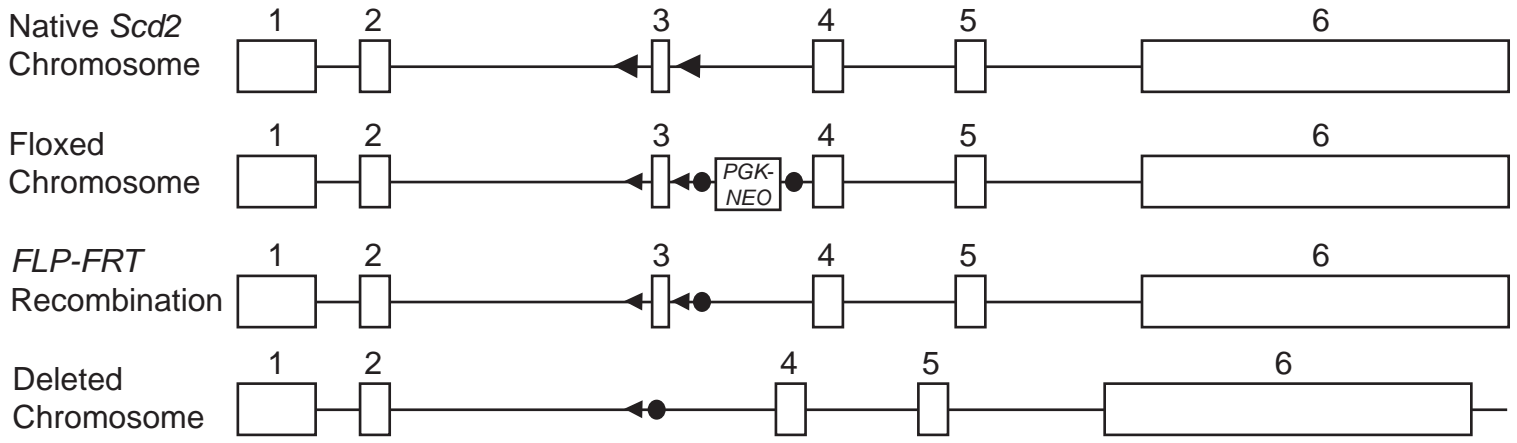 1 2 3 4 5 6
Native Scd2
Chromosome
1 2 3 4 5 6
Floxed
Chromosome
PGK-
NEO
1 2 3 4 5 6
FLP-FRT
Recombination
1 2 4 5 6
Deleted
Chromosome